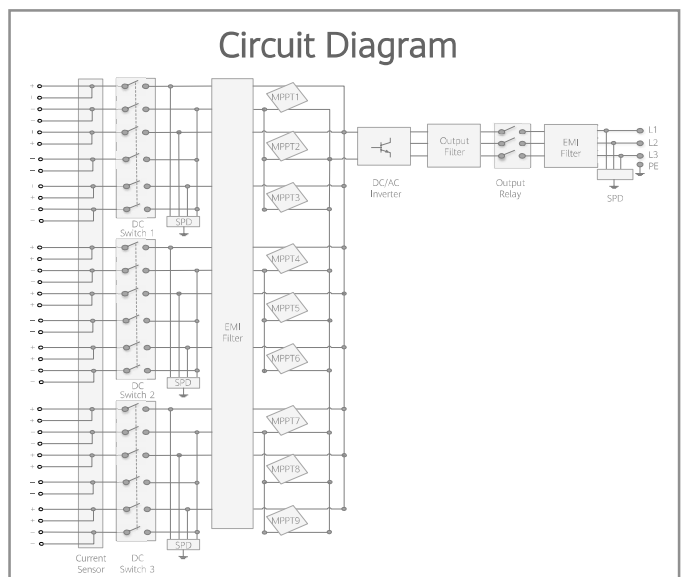 Circuit Diagram
MPPT1
MPPT2
MPPT3
DC
Switch 1
SPD
MPPT4
MPPT5
MPPT6
EMI
Filter
DC
Switch 2
SPD
MPPT7
MPPT8
MPPT9
SPD
Current
Sensor
DC
Switch 3
DC/AC
Inverter
Output
Filter
Output
Relay
EMI
Filter
L1
L2
L3
PE
SPD